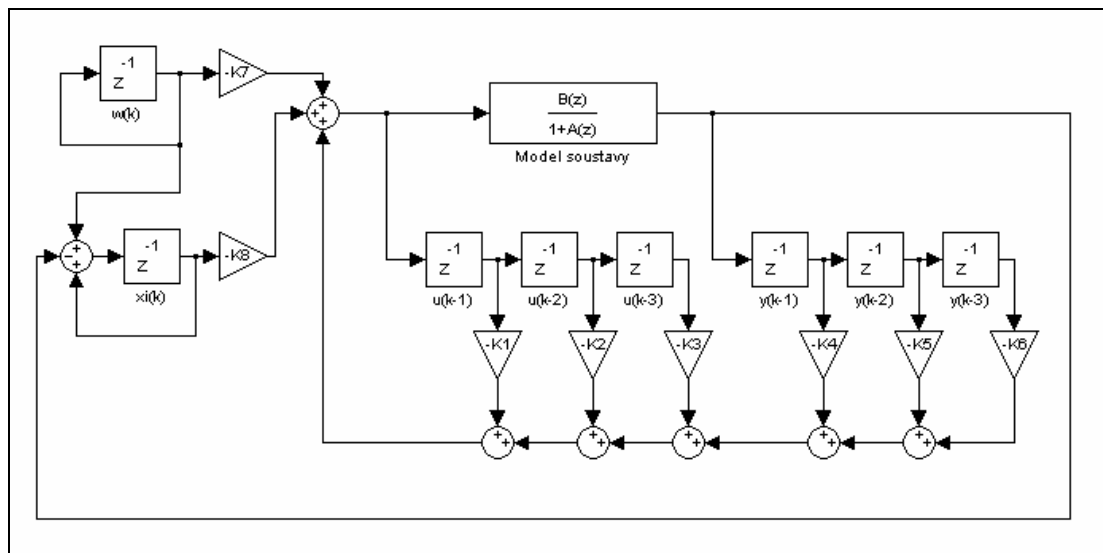 -1
z
w(k)
-K7
+
+
+
B(z)
1+A(z)
Model soustavy
-
+
+
-1
z
xi(k)
-K8
-1
z
u(k-1)
-1
z
u(k-2)
-1
z
u(k-3)
-1
z
y(k-1)
-1
z
y(k-2)
-1
z
y(k-3)
-K1
-K2
-K3
-K4
-K5
-K6
+
+
+
+
+
+
+
+
+
+